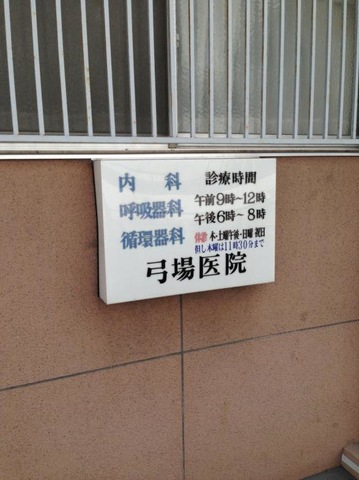 内科 診療時間
呼吸器科 午前9時~12時
循環器科 午後6時~8時
休診 木・土曜午後・日曜 祝日
但し木曜は11時30分まで
弓場医院